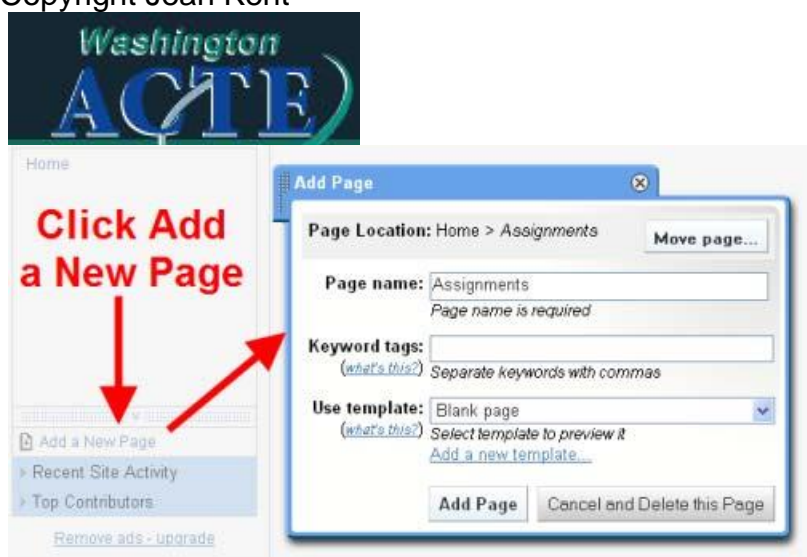 Copyright Joan Kent
Washington
ACTE
Home
Click Add
a New Page
Add a New Page
Recent Site Activity
Top Contributors
Remove ads - upgrade
Add Page
Page Location: Home > Assignments
Move page...
Page name: Assignments
Page name is required
Keyword tags:
(what's this?) Separate keywords with commas
Use template: Blank page
(what's this?) Select template to preview it
Add a new template...
Add Page Cancel and Delete this Page